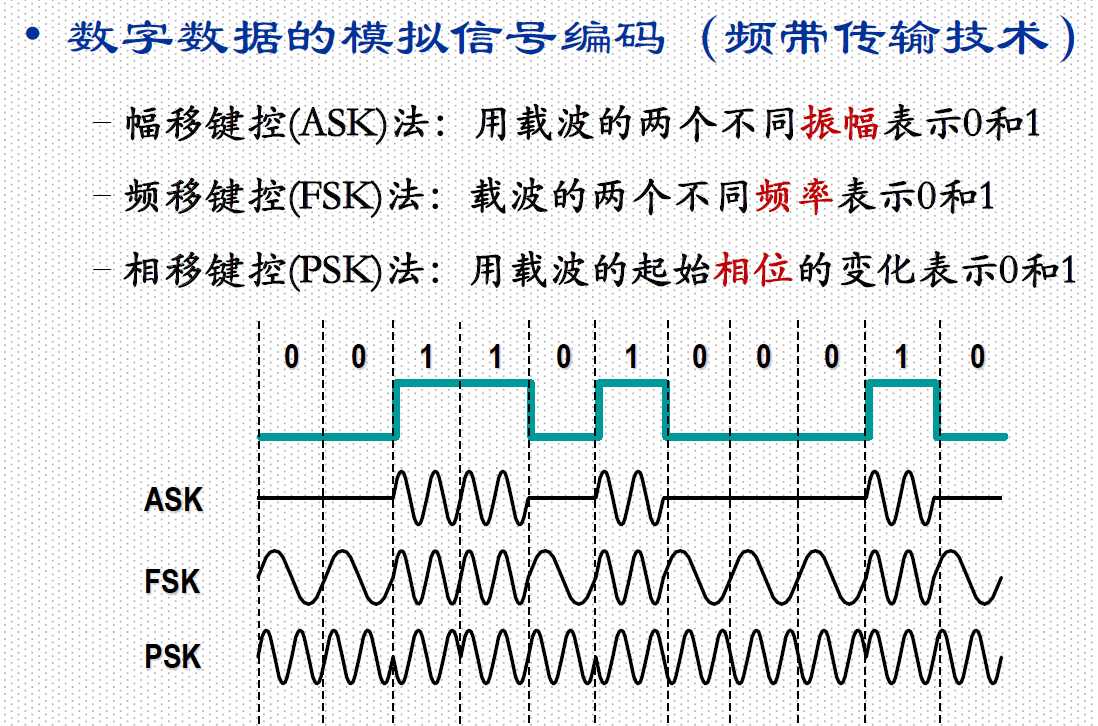 • 数字数据的模拟信号编码（频带传输技术）
– 幅移键控(ASK)法：用载波的两个不同振幅表示0和1
– 频移键控(FSK)法：载波的两个不同频率表示0和1
– 相移键控(PSK)法：用载波的起始相位的变化表示0和1
0 0 1 1 0 1 0 0 0 1 0
ASK
FSK
PSK